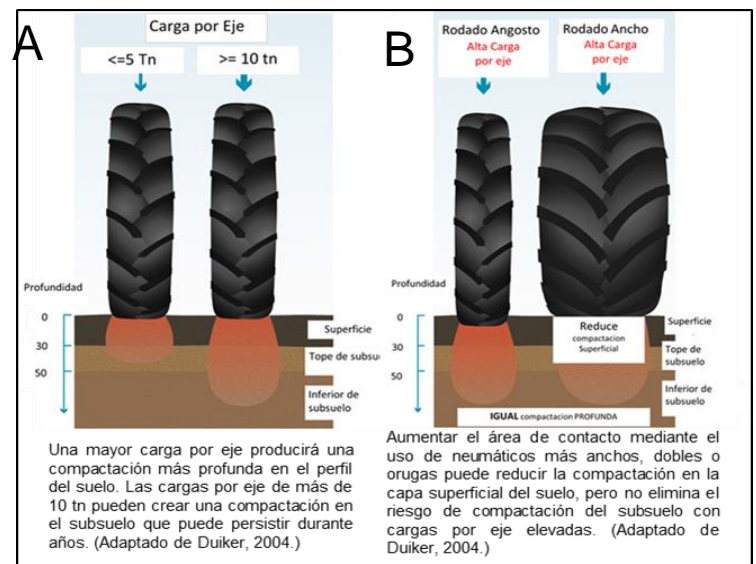 A
Carga por Eje
<=5 Tn
>= 10 tn
Profundidad
0
30
50
Superficie
Tope de subsu
Inferior de
subsuelo
Una mayor carga por eje producirá una
compactación más profunda en el perfil
del suelo. Las cargas por eje de más de
10 tn pueden crear una compactación en
el subsuelo que puede persistir durante
años. (Adaptado de Duiker, 2004.)
B
Rodado Angosto
Alta Carga
por eje
Rodado Ancho
Alta Carga
por eje
Profundidad
0
30
50
Reduce
compactacion
Superficial
Superficie
Tope de
subsuelo
Inferior de
subsuelo
IGUAL compactacion PROFUNDA
Aumentar el área de contacto mediante el
uso de neumáticos más anchos, dobles o
orugas puede reducir la compactación en la
capa superficial del suelo, pero no elimina el
riesgo de compactación del subsuelo con
cargas por eje elevadas. (Adaptado de
Duiker, 2004.)